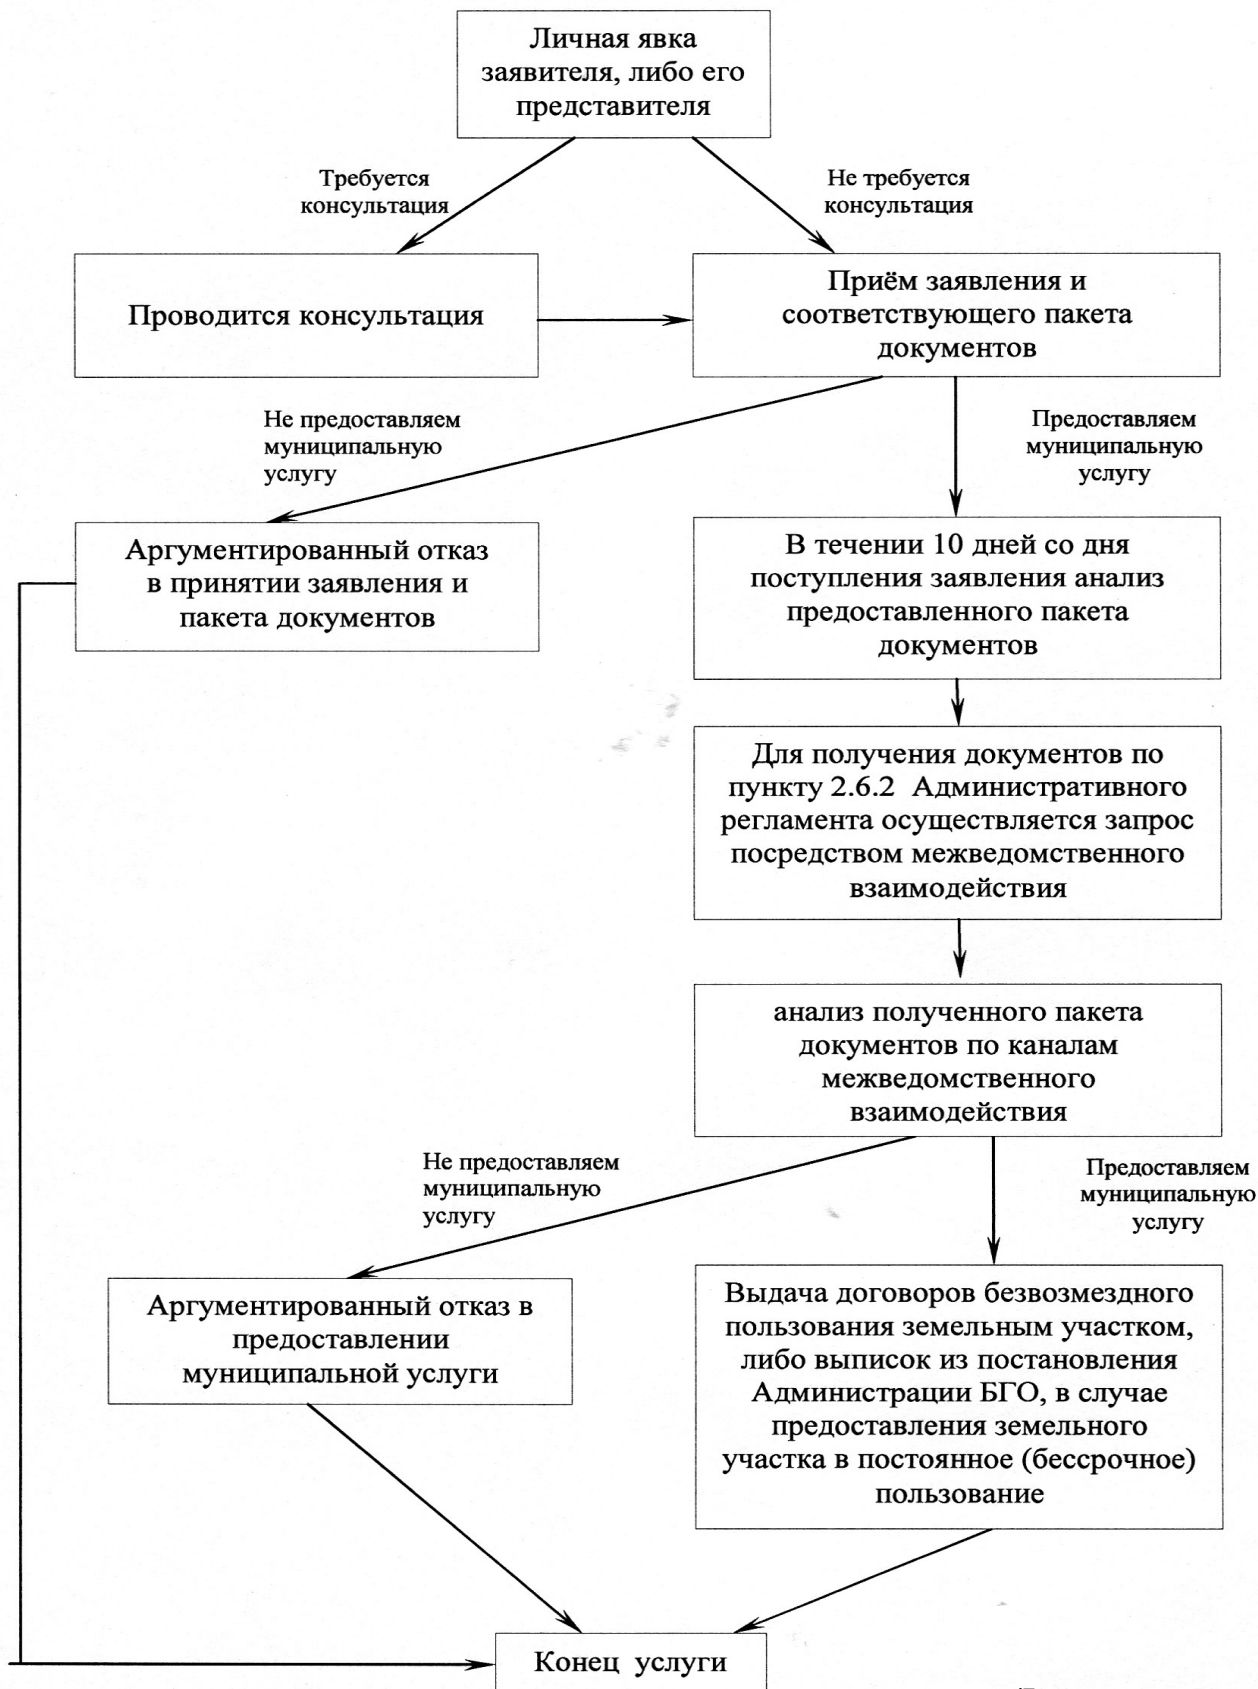 Личная явка
заявителя, либо его
представителя
Требуется
консультация
Не требуется
консультация
Проводится консультация
Приём заявления и
соответствующего пакета
документов
Не предоставляем
муниципальную
услугу
Предоставляем
муниципальную
услугу
Аргументированный отказ
в принятии заявления и
пакета документов
В течении 10 дней со дня
поступления заявления анализ
предоставленного пакета
документов
Для получения документов по
пункту 2.6.2 Административного
регламента осуществляется запрос
посредством межведомственного
взаимодействия
анализ полученного пакета
документов по каналам
межведомственного
взаимодействия
Не предоставляем
муниципальную
услугу
Предоставляем
муниципальную
услугу
Аргументированный отказ в
предоставлении
муниципальной услуги
Выдача договоров безвозмездного
пользования земельным участком,
либо выписок из постановления
Администрации БГО, в случае
предоставления земельного
участка в постоянное (бессрочное)
пользование
Конец услуги